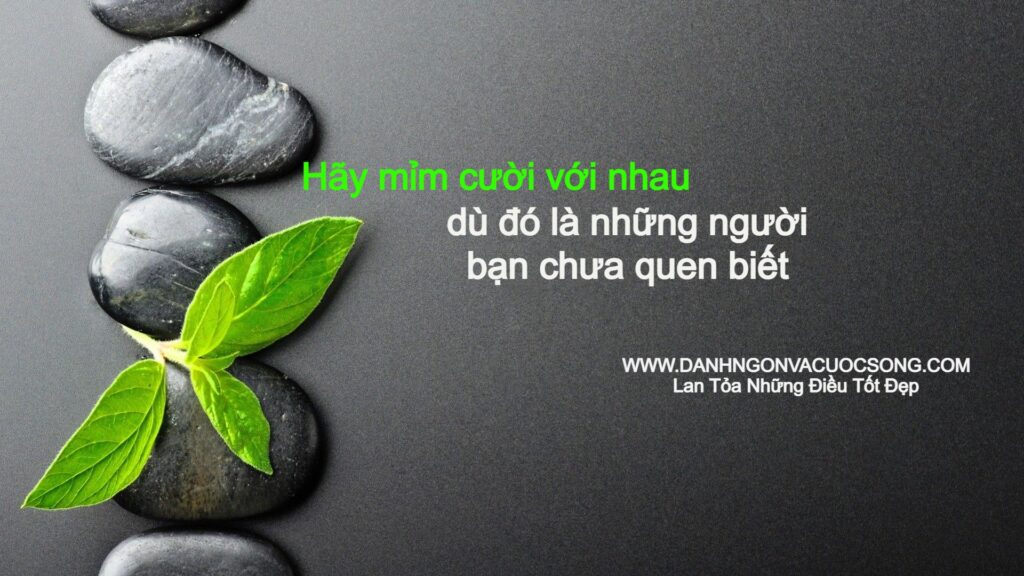 Hãy mỉm cười với nhau
dù đó là những người
bạn chưa quen biết
WWW.DANHNGONVACUOCSONG.COM
Lan Tỏa Những Điều Tốt Đẹp